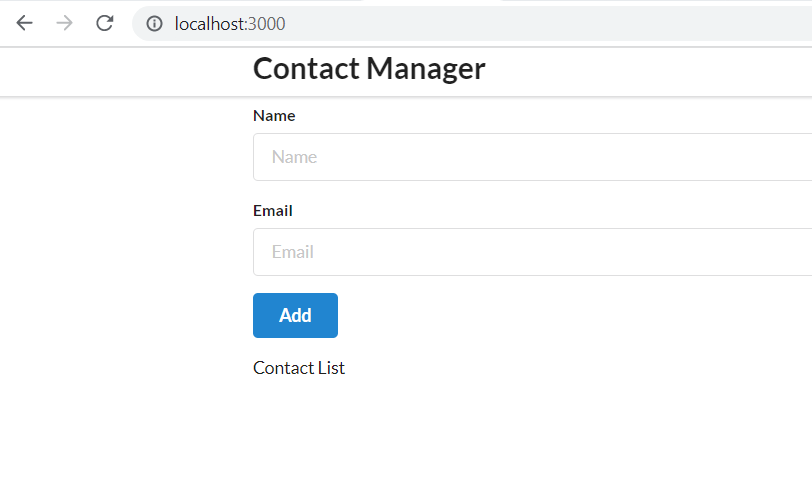 localhost:3000
Contact Manager
Name
Name
Email
Email
Add
Contact List